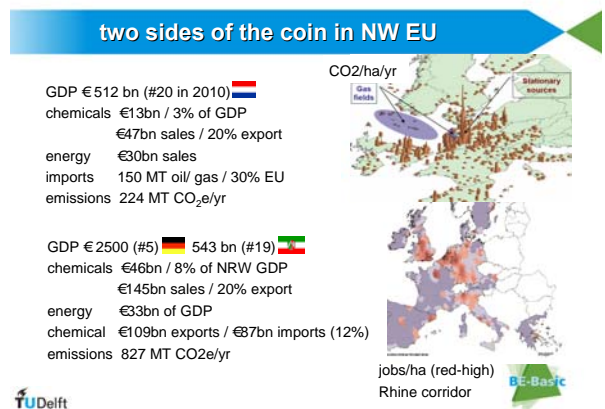 two sides of the coin in NW EU
CO2/ha/yr
Gas fields
Stationary sources
GDP € 512 bn (#20 in 2010)
chemicals €13bn / 3% of GDP
€47bn sales / 20% export
energy €30bn sales
imports 150 MT oil/ gas / 30% EU
emissions 224 MT CO₂e/yr
GDP € 2500 (#5) 543 bn (#19)
chemicals €46bn / 8% of NRW GDP
€145bn sales / 20% export
energy €33bn of GDP
chemical €109bn exports / €87bn imports (12%)
emissions 827 MT CO2e/yr
jobs/ha (red-high)
Rhine corridor
BE-Basic
TUDelft